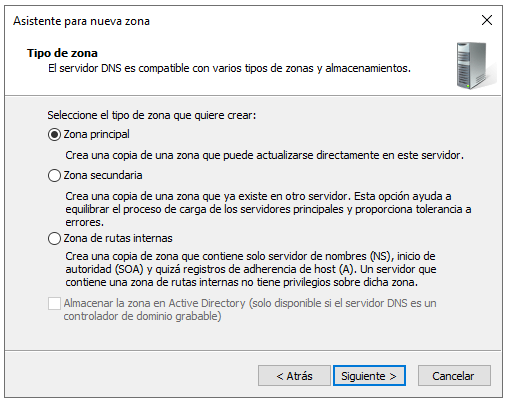 Asistente para nueva zona
Tipo de zona
El servidor DNS es compatible con varios tipos de zonas y almacenamientos.
Seleccione el tipo de zona que quiere crear:
Zona principal
Crea una copia de una zona que puede actualizarse directamente en este servidor.
Zona secundaria
Crea una copia de una zona que ya existe en otro servidor. Esta opción ayuda a
equilibrar el proceso de carga de los servidores principales y proporciona tolerancia a
errores.
Zona de rutas internas
Crea una copia de zona que contiene solo servidor de nombres (NS), inicio de
autoridad (SOA) y quizá registros de adherencia de host (A). Un servidor que
contiene una zona de rutas internas no tiene privilegios sobre dicha zona.
Almacenar la zona en Active Directory (solo disponible si el servidor DNS es un
controlador de dominio grabable)
< Atrás
Siguiente >
Cancelar